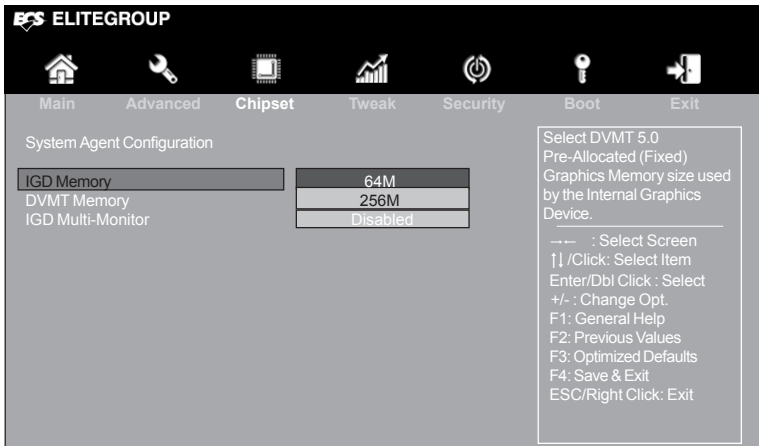 ECS ELITEGROUP
Main Advanced Chipset Tweak Security Boot Exit
System Agent Configuration
IGD Memory 64M
DVMT Memory 256M
IGD Multi-Monitor Disabled
Select DVMT 5.0
Pre-Allocated (Fixed)
Graphics Memory size used
by the Internal Graphics
Device.
→← : Select Screen
↑↓/Click: Select Item
Enter/Dbl Click : Select
+/- : Change Opt.
F1: General Help
F2: Previous Values
F3: Optimized Defaults
F4: Save & Exit
ESC/Right Click: Exit